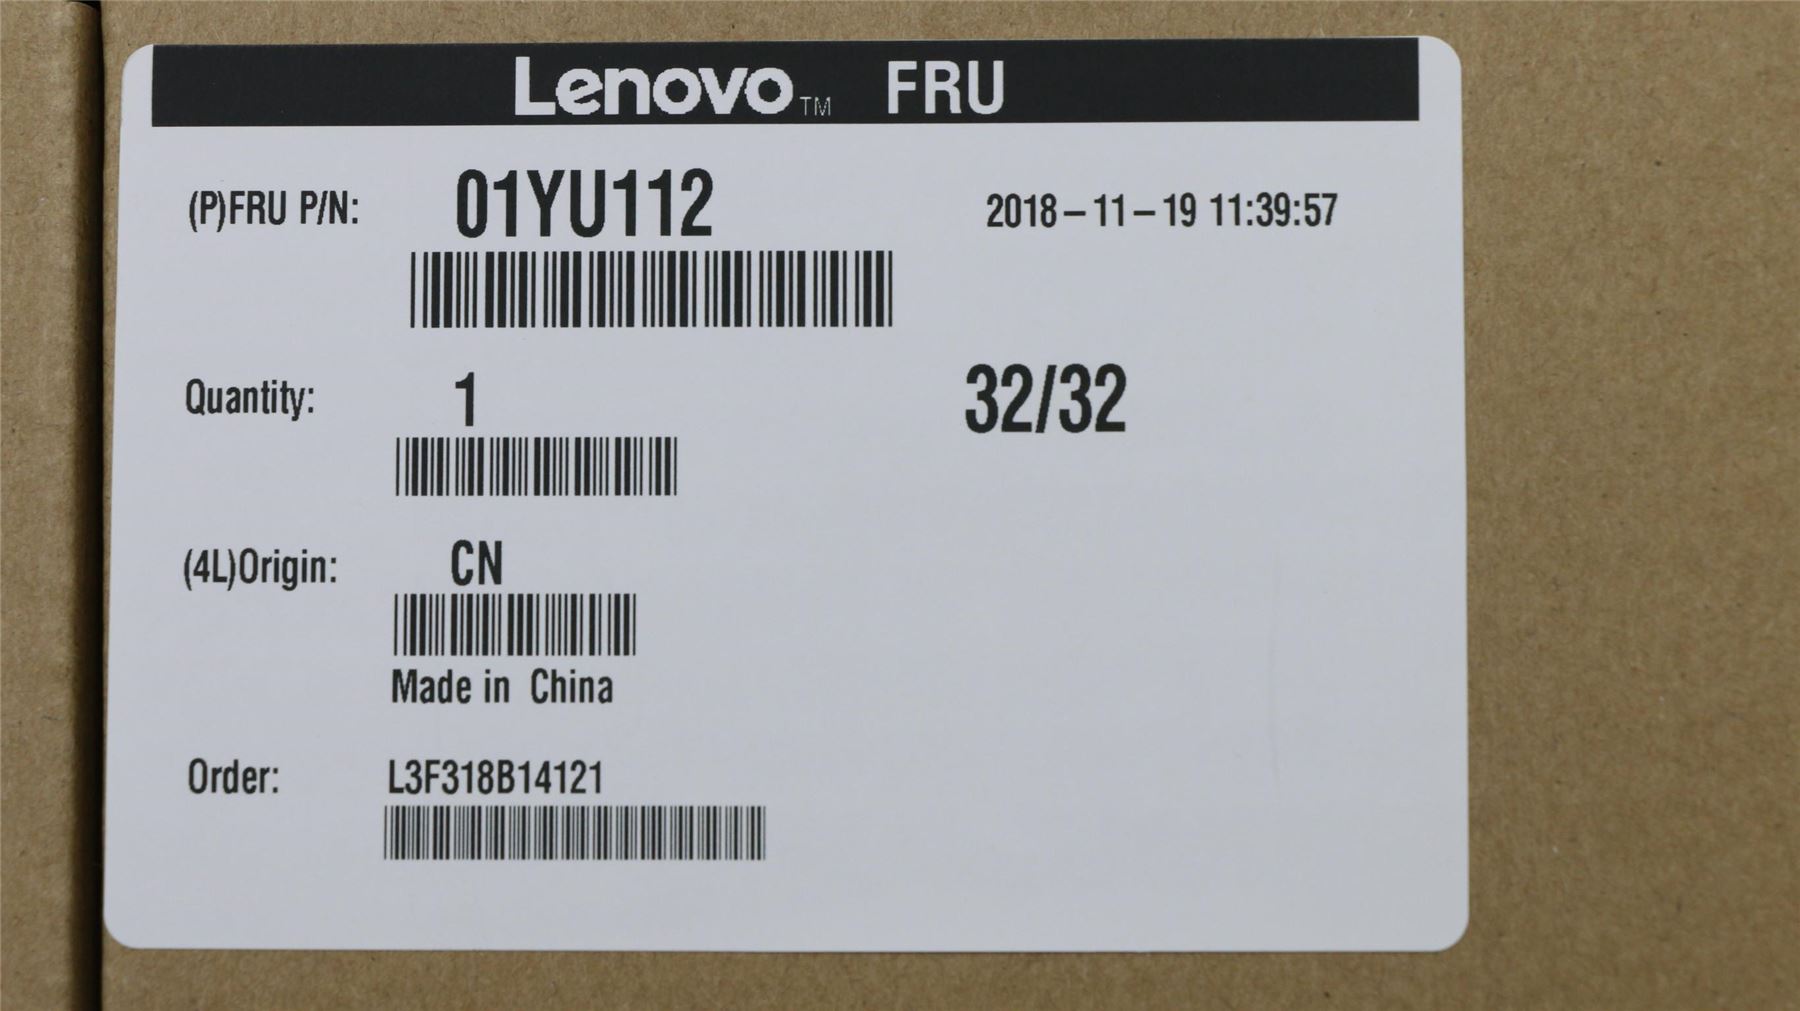 Lenovo™ FRU
(P)FRU P/N: 01YU112 2018-11-19 11:39:57
Quantity: 1 32/32
(4L)Origin: CN
Made in China
Order: L3F318B14121